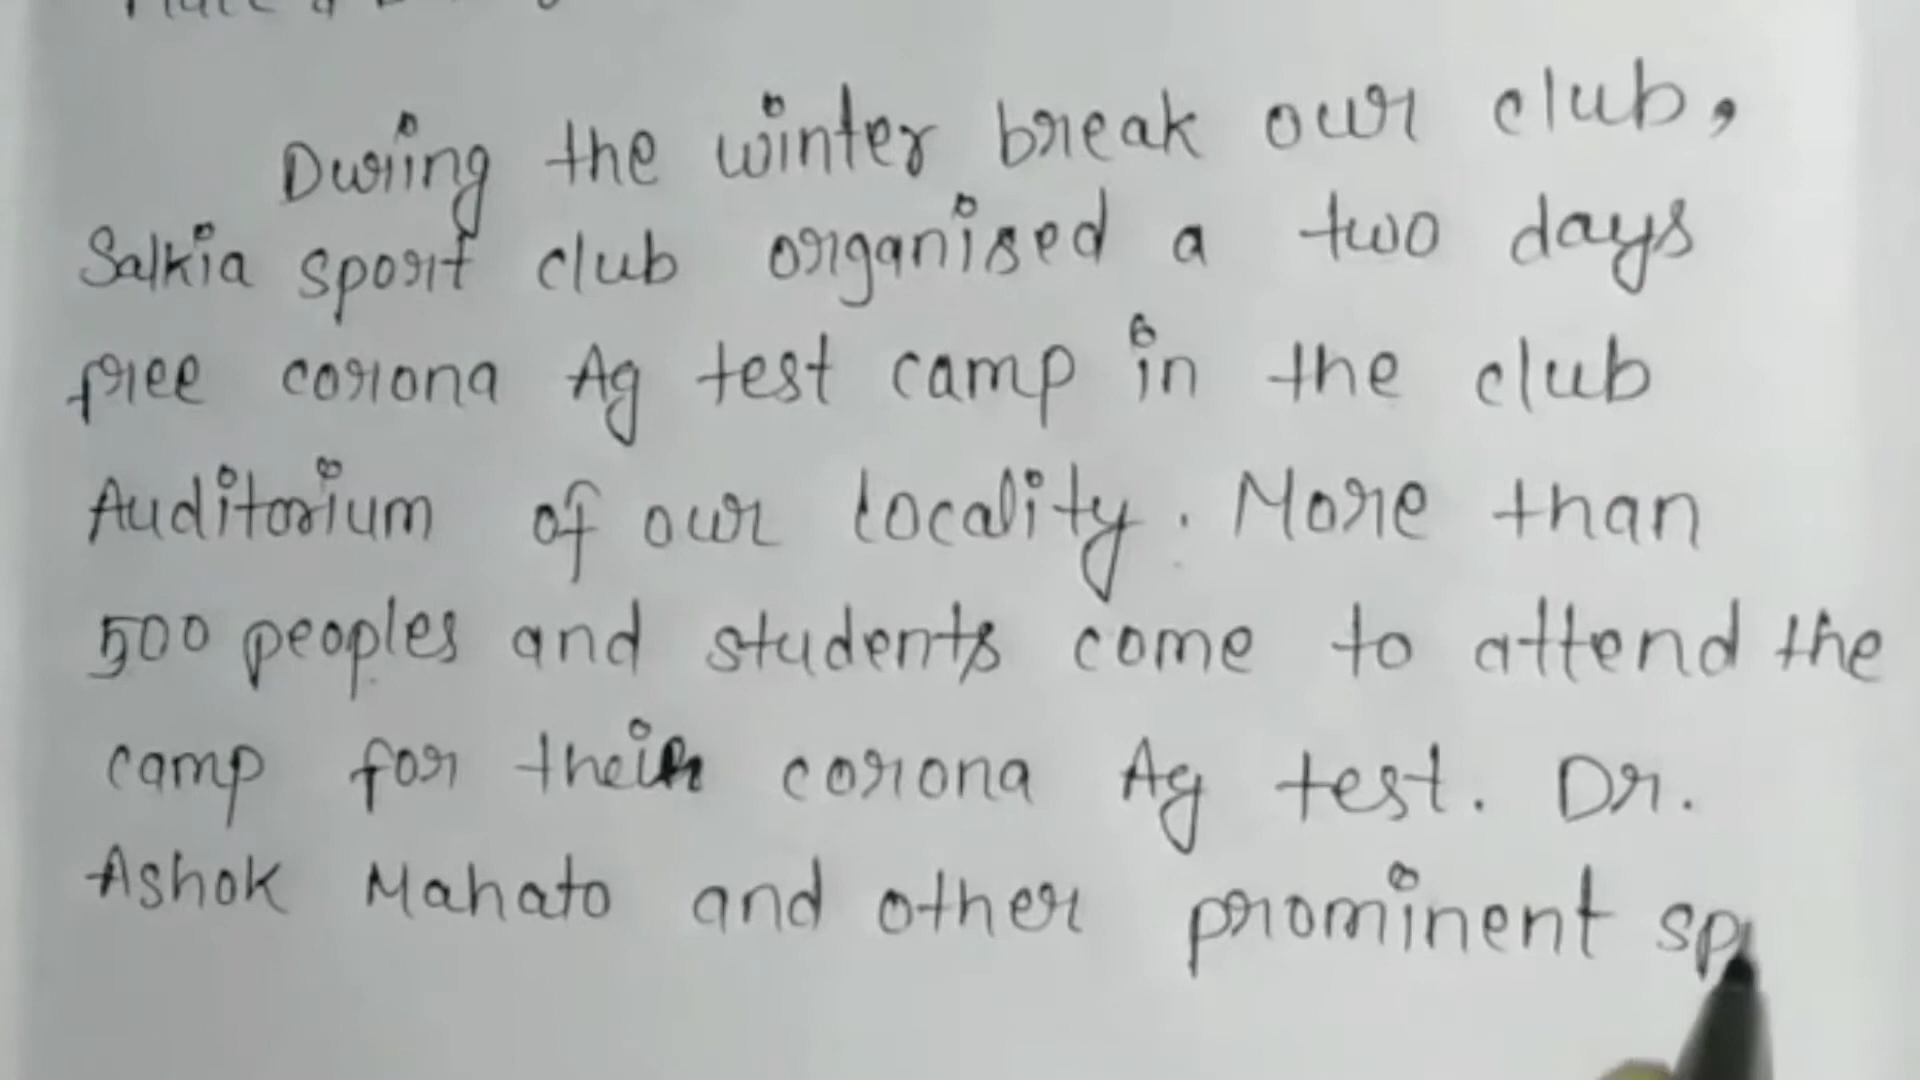 During the winter break our club,
Salkia sport club organised a two days
free corona Ag test camp in the club
Auditorium of our locality. More than
500 peoples and students come to attend the
camp for their corona Ag test. Dr.
Ashok Mahato and other prominent sp